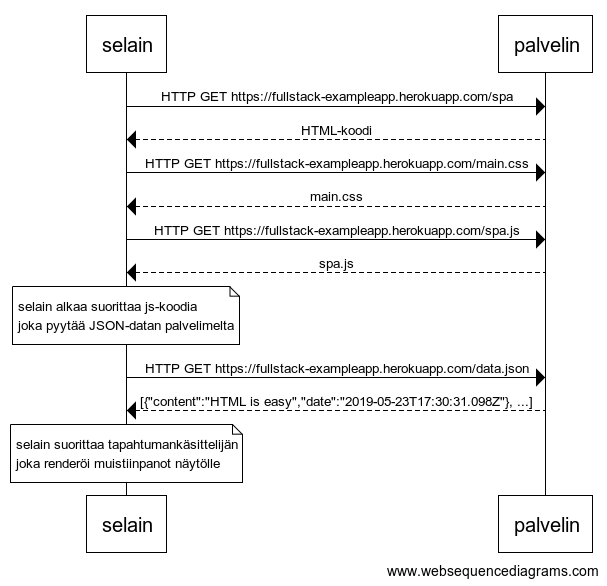 selain
palvelin
HTTP GET https://fullstack-exampleapp.herokuapp.com/spa
HTML-koodi
HTTP GET https://fullstack-exampleapp.herokuapp.com/main.css
main.css
HTTP GET https://fullstack-exampleapp.herokuapp.com/spa.js
spa.js
selain alkaa suorittaa js-koodia
joka pyytää JSON-datan palvelimelta
HTTP GET https://fullstack-exampleapp.herokuapp.com/data.json
[{"content":"HTML is easy","date":"2019-05-23T17:30:31.098Z"}, ...]
selain suorittaa tapahtumankäsittelijän
joka renderöi muistiinpanot näytölle
selain
palvelin
www.websequencediagrams.com